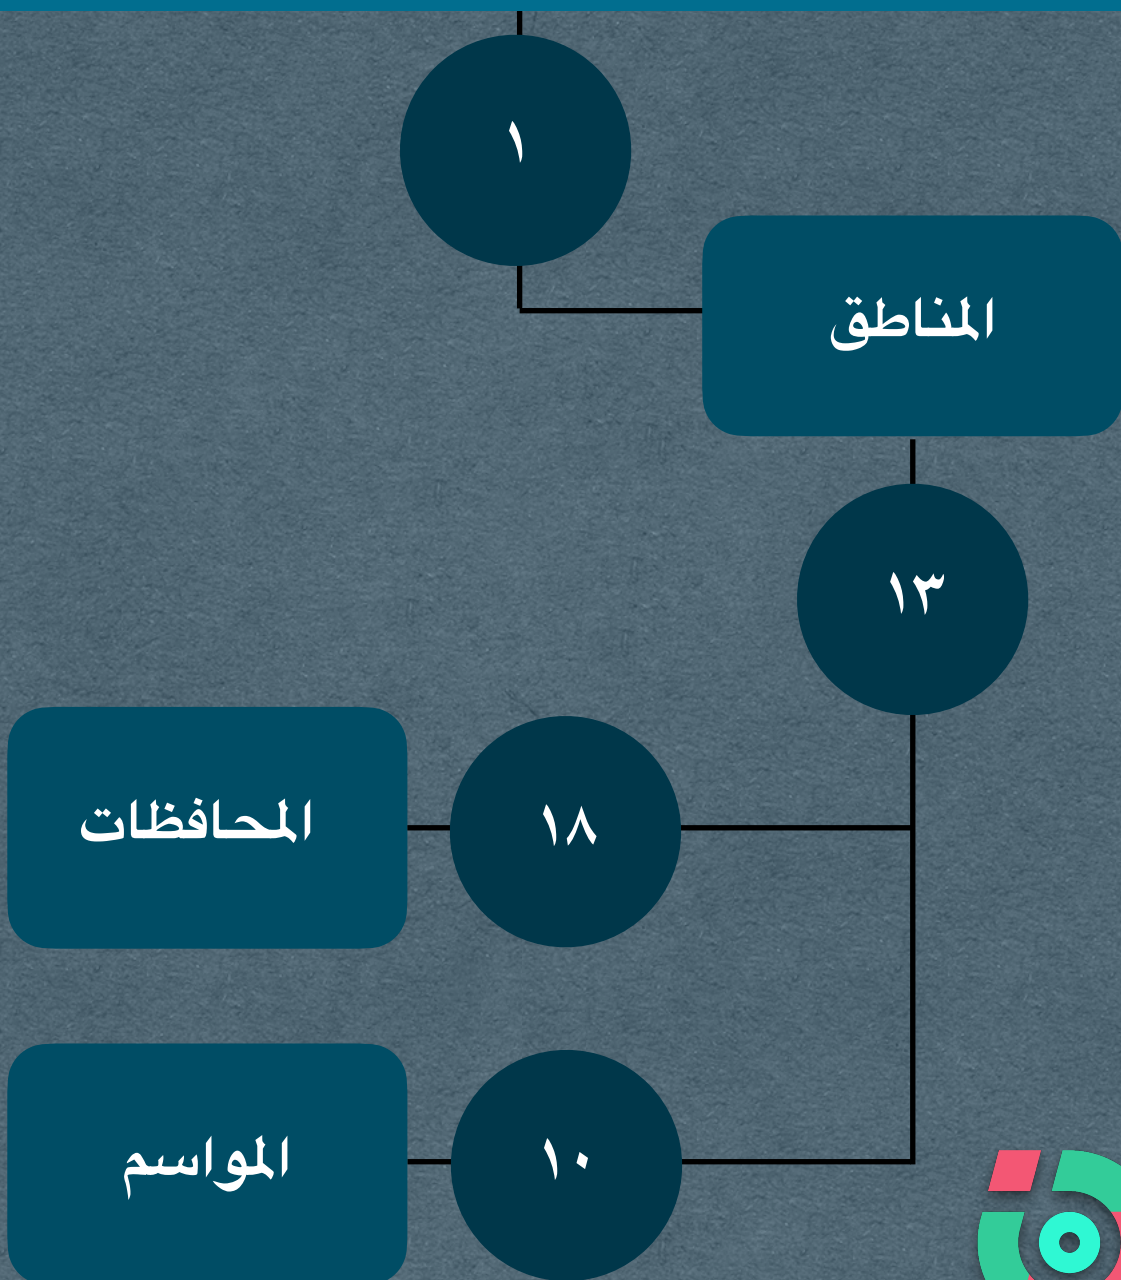 ١
المناطق
١٣
١٨
المحافظات
١٠
المواسم